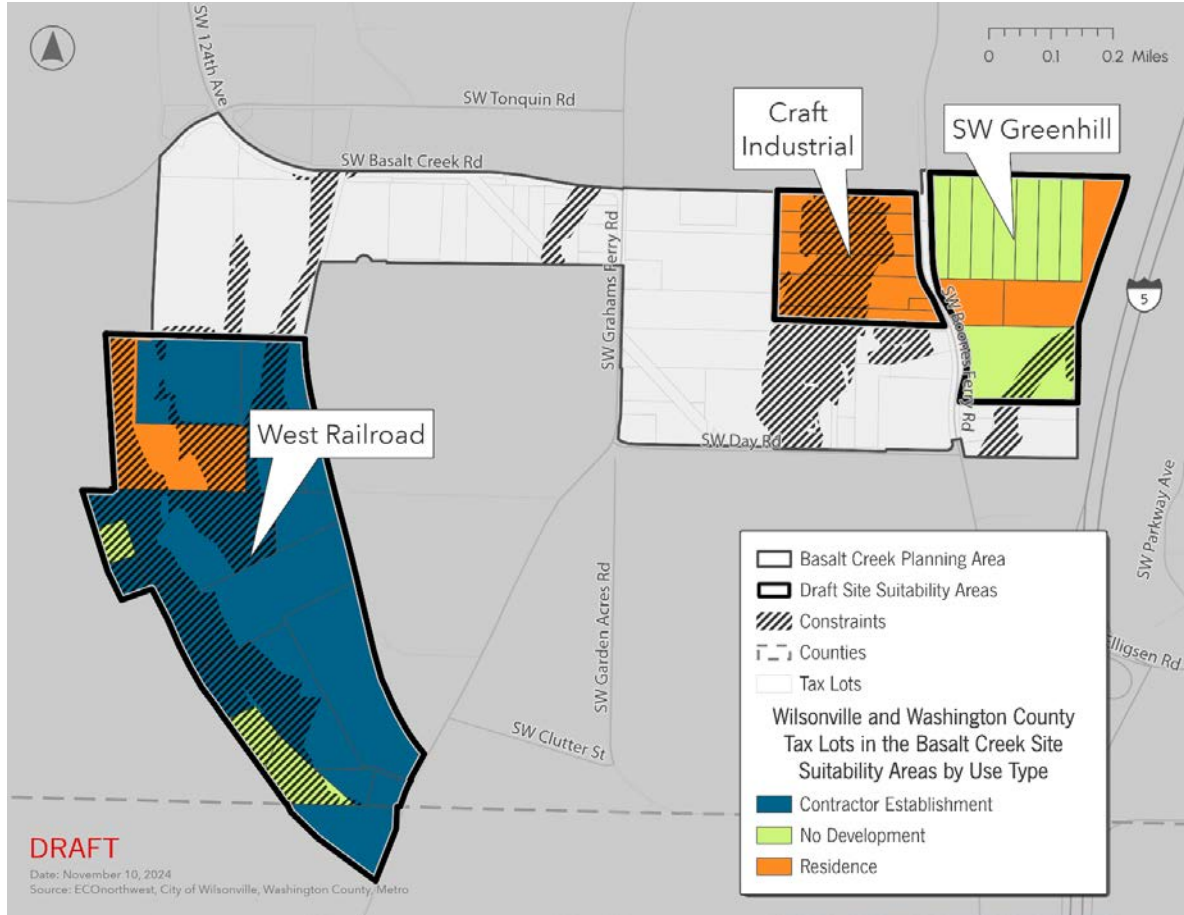 SW 124th Ave
SW Tonquin Rd
SW Basalt Creek Rd
SW Grahams Ferry Rd
0 0.1 0.2 Miles
Craft
Industrial
SW Greenhill
5
SW Boones Ferry Rd
SW Day Rd
West Railroad
SW Garden Acres Rd
SW Clutter St
SW Parkway Ave
Elligsen Rd
Basalt Creek Planning Area
Draft Site Suitability Areas
Constraints
Counties
Tax Lots
Wilsonville and Washington County
Tax Lots in the Basalt Creek Site
Suitability Areas by Use Type
Contractor Establishment
No Development
Residence
DRAFT
Date: November 10, 2024
Source: ECOnorthwest, City of Wilsonville, Washington County, Metro